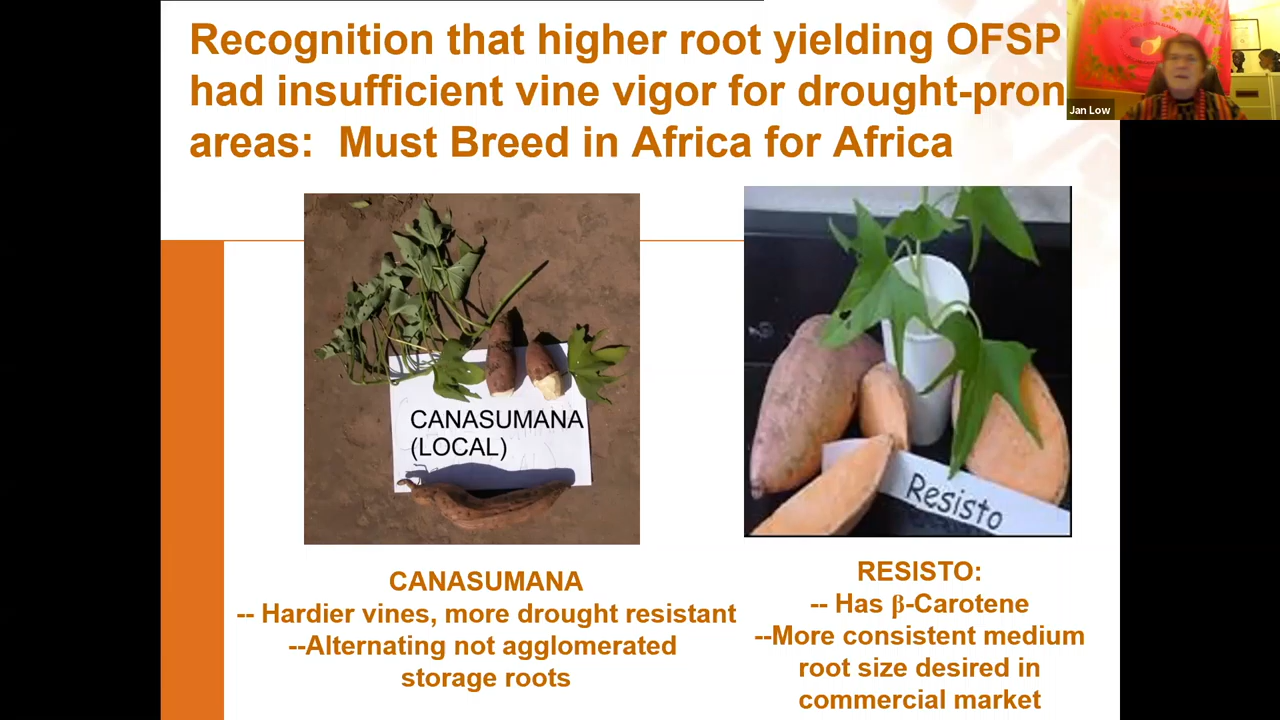 Recognition that higher root yielding OFSP
had insufficient vine vigor for drought-pron
areas: Must Breed in Africa for Africa
Jan Low
CANASUMANA
(LOCAL)
Resisto
CANASUMANA
-- Hardier vines, more drought resistant
--Alternating not agglomerated
storage roots
RESISTO:
-- Has β-Carotene
--More consistent medium
root size desired in
commercial market